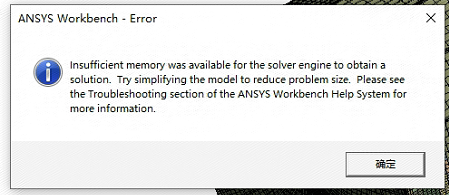 ANSYS Workbench - Error
Insufficient memory was available for the solver engine to obtain a
solution.  Try simplifying the model to reduce problem size.  Please see
the Troubleshooting section of the ANSYS Workbench Help System for
more information.
确定